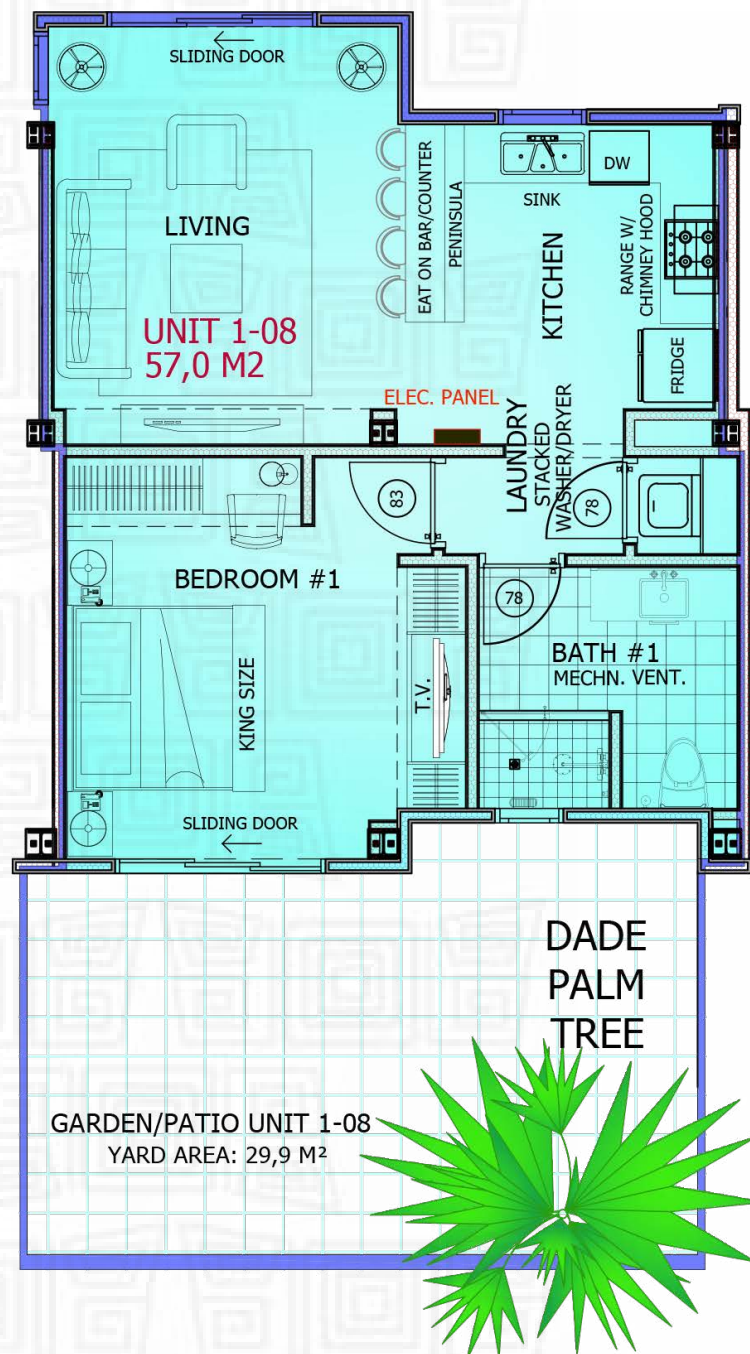 SLIDING DOOR
LIVING
UNIT 1-08
57,0 M2
EAT ON BAR/COUNTER
PENINSULA
SINK
DW
KITCHEN
RANGE W/
CHIMNEY HOOD
FRIDGE
ELEC. PANEL
LAUNDRY
STACKED
WASHER/DRYER
83
78
BEDROOM #1
78
KING SIZE
T.V.
BATH #1
MECHN. VENT.
SLIDING DOOR
DADE
PALM
TREE
GARDEN/PATIO UNIT 1-08
YARD AREA: 29,9 M²